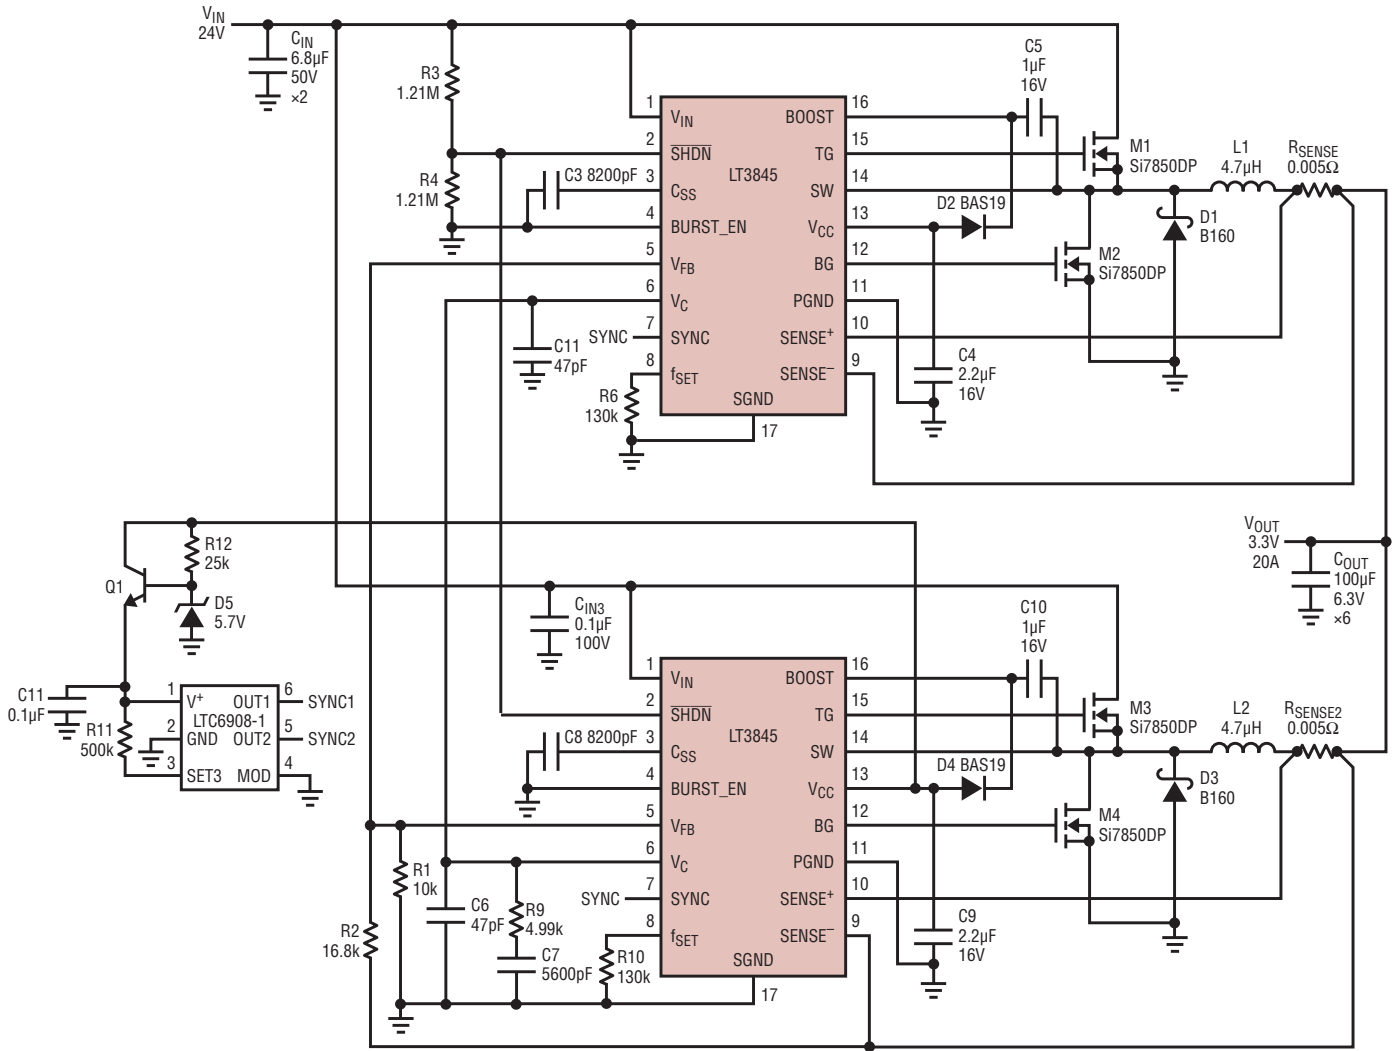 VIN
24V
CIN
6.8µF
50V
×2
R3
1.21M
R4
1.21M
C3 8200pF
C11
47pF
SYNC
R6
130k
1
VIN
2
SHDN
3
CSS
4
BURST_EN
5
VFB
6
VC
7
SYNC
8
fSET
LT3845
SGND
17
BOOST
16
TG
15
SW
14
VCC
13
BG
12
PGND
11
SENSE+
10
SENSE–
9
C5
1µF
16V
D2 BAS19
C4
2.2µF
16V
M1
Si7850DP
M2
Si7850DP
L1
4.7µH
RSENSE
0.005Ω
D1
B160
VOUT
3.3V
20A
COUT
100µF
6.3V
×6
R12
25k
Q1
D5
5.7V
C11
0.1µF
R11
500k
1
V+
2
GND
3
SET3
LTC6908-1
OUT1
6
SYNC1
OUT2
5
SYNC2
MOD
4
CIN3
0.1µF
100V
C8 8200pF
R1
10k
R2
16.8k
C6
47pF
R9
4.99k
C7
5600pF
R10
130k
SYNC
1
VIN
2
SHDN
3
CSS
4
BURST_EN
5
VFB
6
VC
7
SYNC
8
fSET
LT3845
SGND
17
BOOST
16
TG
15
SW
14
VCC
13
BG
12
PGND
11
SENSE+
10
SENSE–
9
C10
1µF
16V
D4 BAS19
C9
2.2µF
16V
M3
Si7850DP
M4
Si7850DP
L2
4.7µH
RSENSE2
0.005Ω
D3
B160